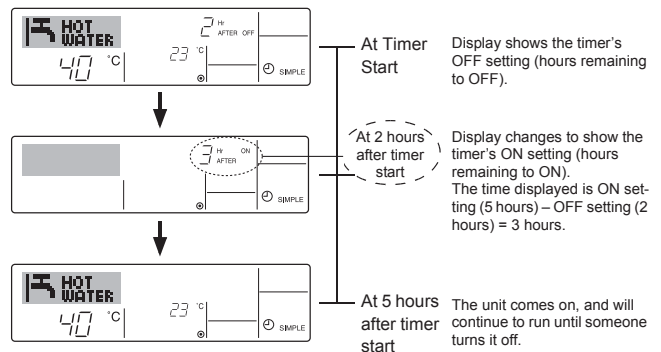 HOT
WATER
40 °C
2 Hr
AFTER OFF
23 °C
SIMPLE
At Timer
Start
Display shows the timer's
OFF setting (hours remaining
to OFF).
3 Hr ON
AFTER
SIMPLE
At 2 hours
after timer
start
Display changes to show the
timer's ON setting (hours
remaining to ON).
The time displayed is ON set-
ting (5 hours) – OFF setting (2
hours) = 3 hours.
HOT
WATER
40 °C
23 °C
SIMPLE
At 5 hours
after timer
start
The unit comes on, and will
continue to run until someone
turns it off.